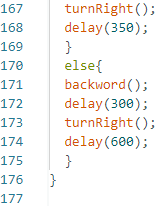 167 turnRight();
168 delay(350);
169 }
170 else{
171 backword();
172 delay(300);
173 turnRight();
174 delay(600);
175 }
176 }
177